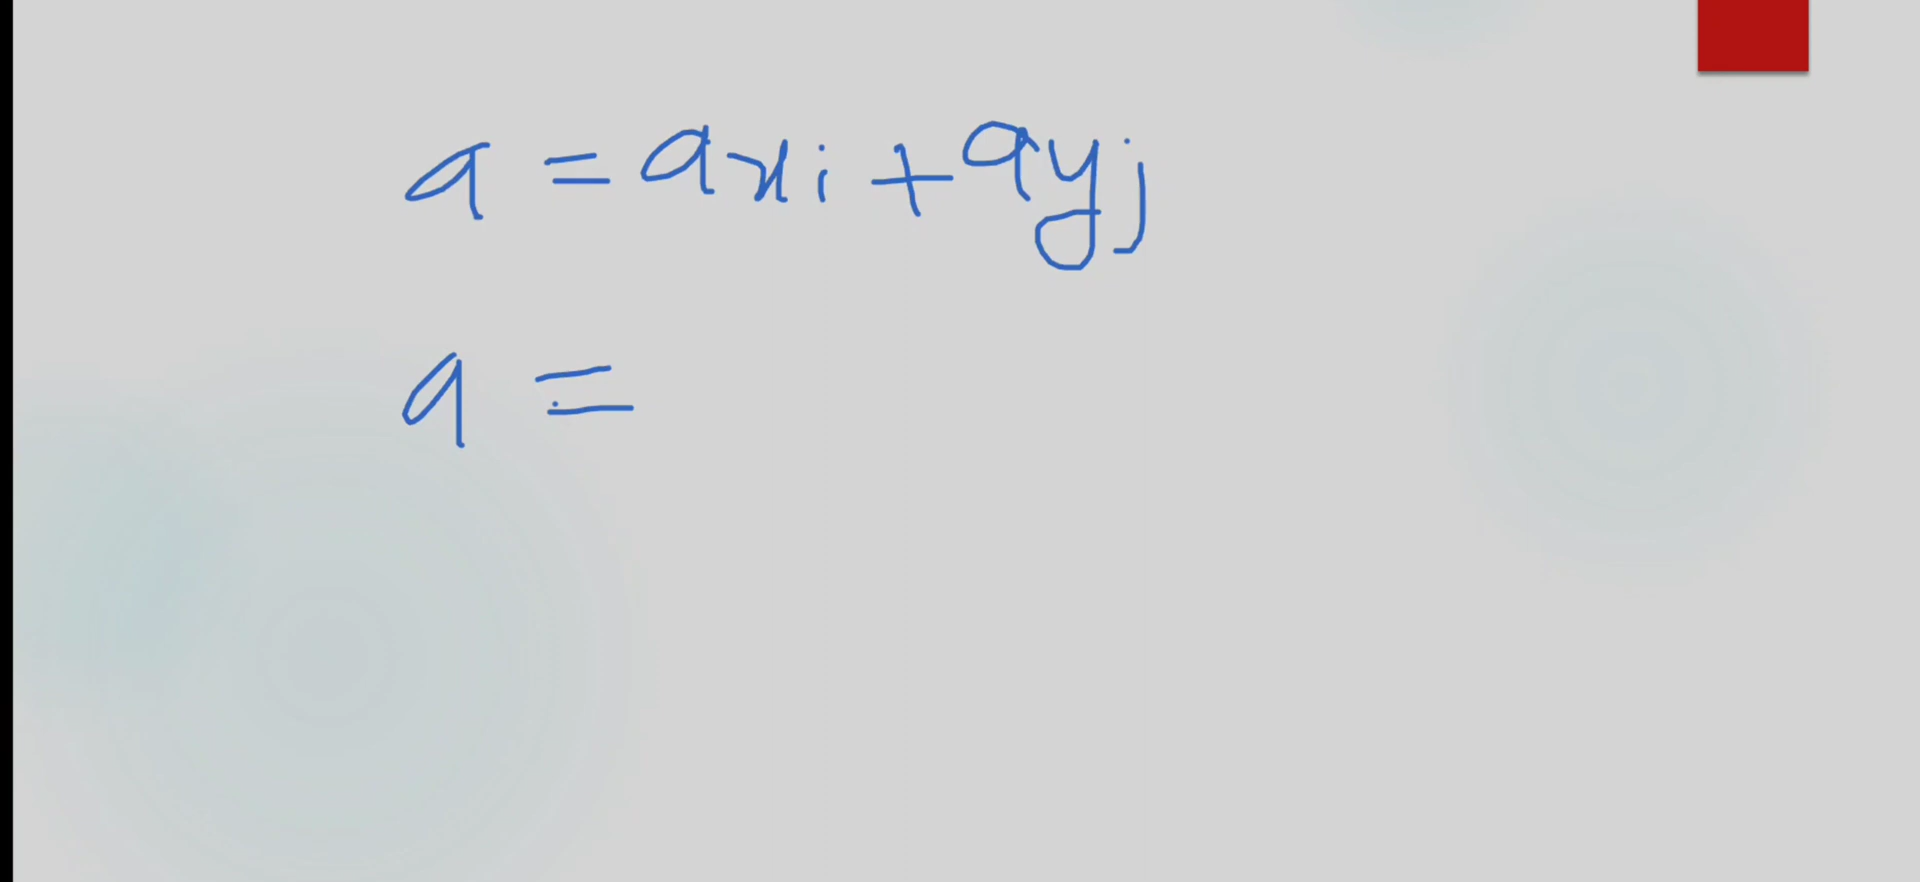 a = axi + ayj
a =